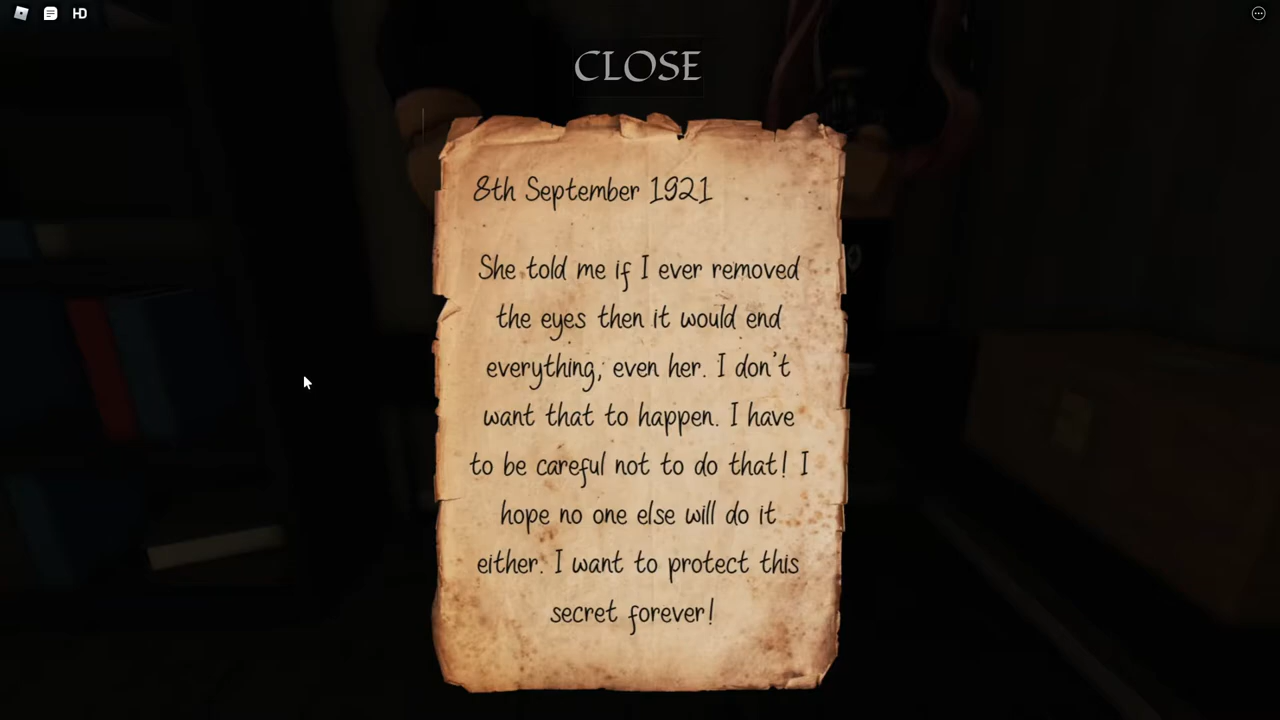 HD
CLOSE
8th September 1921
She told me if I ever removed
the eyes then it would end
everything, even her. I don't
want that to happen. I have
to be careful not to do that! I
hope no one else will do it
either. I want to protect this
secret forever!